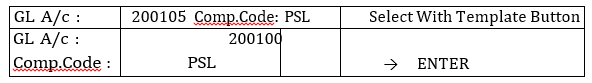 GL A/c : 200105 Comp.Code: PSL Select With Template Button
GL A/c : 200100
Comp.Code : PSL → ENTER